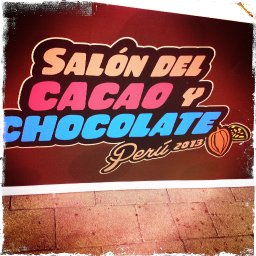 SALÓN DEL
CACAO Y
CHOCOLATE
Perú 2013